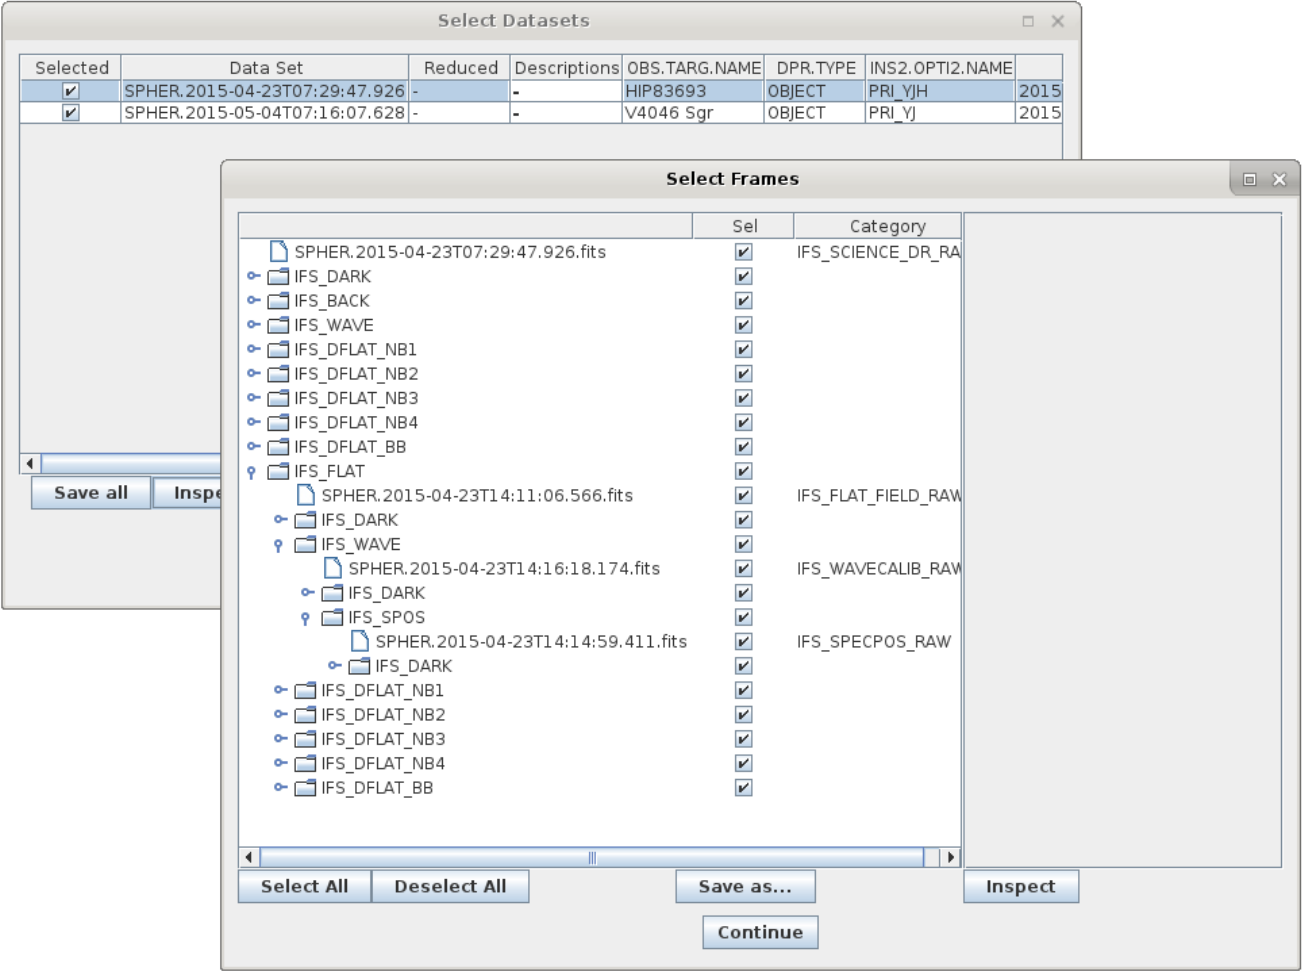 Select Datasets
Selected Data Set Reduced Descriptions OBS.TARG.NAME DPR.TYPE INS2.OPTI2.NAME
SPHER.2015-04-23T07:29:47.926 - - HIP83693 OBJECT PRI_YJH 2015
SPHER.2015-05-04T07:16:07.628 - - V4046 Sgr OBJECT PRI_YJ 2015
Save all Inspe
Select Frames
Sel Category
SPHER.2015-04-23T07:29:47.926.fits IFS_SCIENCE_DR_RA
IFS_DARK
IFS_BACK
IFS_WAVE
IFS_DFLAT_NB1
IFS_DFLAT_NB2
IFS_DFLAT_NB3
IFS_DFLAT_NB4
IFS_DFLAT_BB
IFS_FLAT
SPHER.2015-04-23T14:11:06.566.fits IFS_FLAT_FIELD_RAW
IFS_DARK
IFS_WAVE
SPHER.2015-04-23T14:16:18.174.fits IFS_WAVECALIB_RAW
IFS_DARK
IFS_SPOS
SPHER.2015-04-23T14:14:59.411.fits IFS_SPECPOS_RAW
IFS_DARK
IFS_DFLAT_NB1
IFS_DFLAT_NB2
IFS_DFLAT_NB3
IFS_DFLAT_NB4
IFS_DFLAT_BB
Select All Deselect All Save as... Inspect
Continue